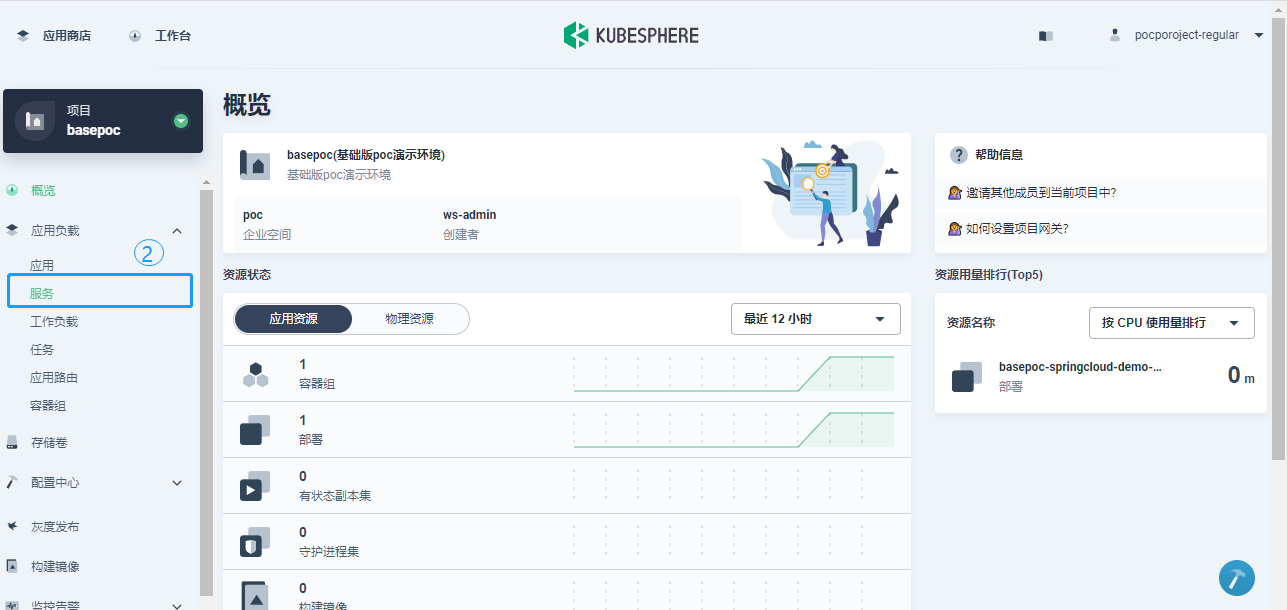 应用商店
工作台
KUBESPHERE
pocporoject-regular
项目
basepoc
概览
应用负载
②
应用
服务
工作负载
任务
应用路由
容器组
存储卷
配置中心
灰度发布
构建镜像
监控告警
概览
basepoc(基础版poc演示环境)
基础版poc演示环境
poc
企业空间
ws-admin
创建者
资源状态
应用资源
物理资源
最近 12 小时
1
容器组
1
部署
0
有状态副本集
0
守护进程集
0
构建镜像
帮助信息
邀请其他成员到当前项目中?
如何设置项目网关?
资源用量排行(Top5)
资源名称
按 CPU 使用量排行
basepoc-springcloud-demo-...
部署
0 m